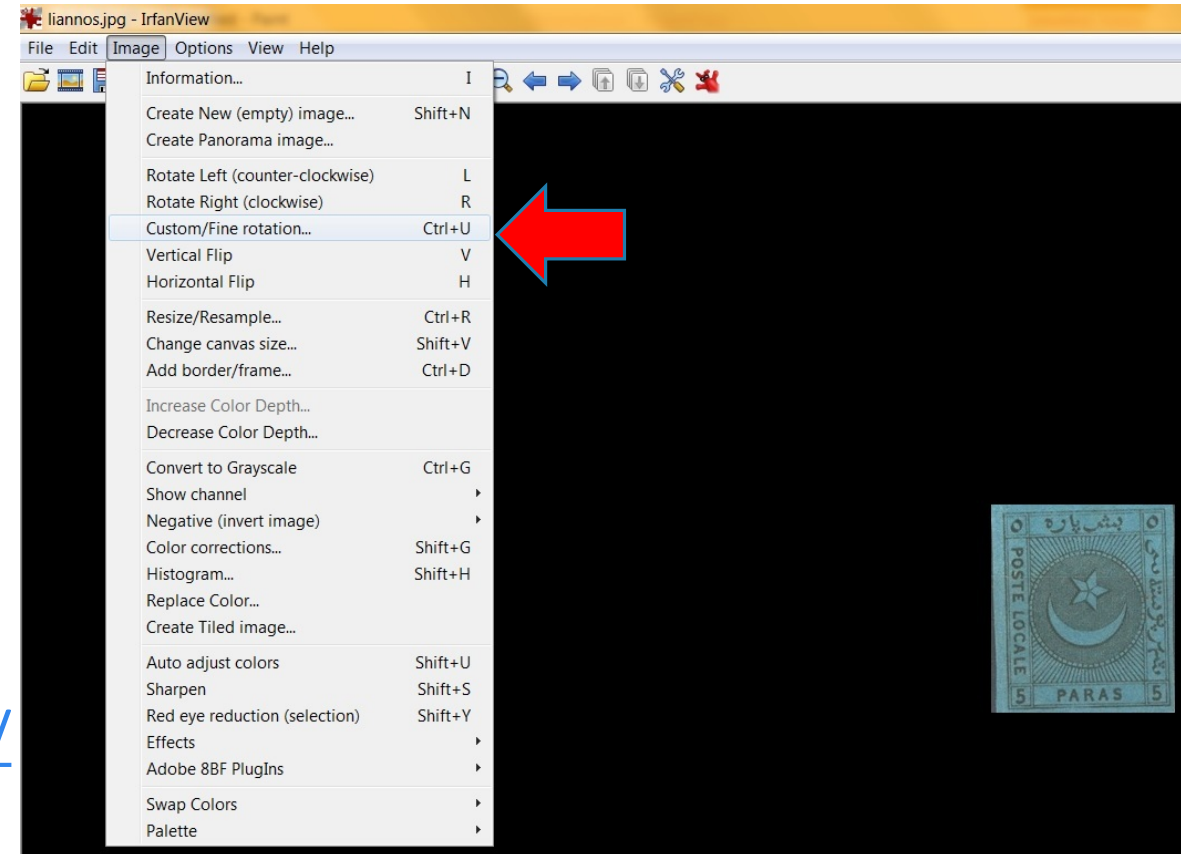 liannos.jpg - IrfanView
File Edit Image Options View Help
Information... I
Create New (empty) image... Shift+N
Create Panorama image...
Rotate Left (counter-clockwise) L
Rotate Right (clockwise) R
Custom/Fine rotation... Ctrl+U
Vertical Flip V
Horizontal Flip H
Resize/Resample... Ctrl+R
Change canvas size... Shift+V
Add border/frame... Ctrl+D
Increase Color Depth...
Decrease Color Depth...
Convert to Grayscale Ctrl+G
Show channel
Negative (invert image)
Color corrections... Shift+G
Histogram... Shift+H
Replace Color...
Create Tiled image...
Auto adjust colors Shift+U
Sharpen Shift+S
Red eye reduction (selection) Shift+Y
Effects
Adobe 8BF PlugIns
Swap Colors
Palette
بش پاره
POSTE LOCALE
5 PARAS 5